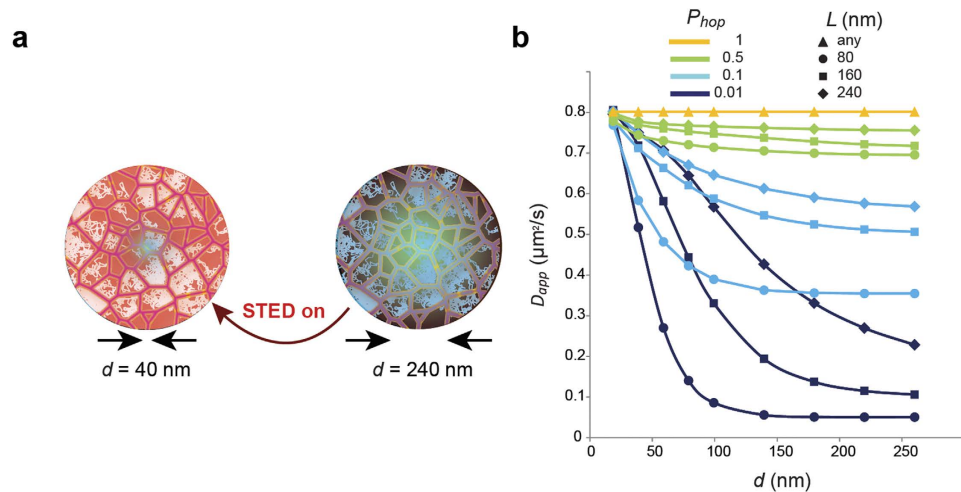 a
STED on
d = 40 nm
d = 240 nm
b
P_hop
1
0.5
0.1
0.01
L (nm)
any
80
160
240
D_app (μm²/s)
0.8
0.7
0.6
0.5
0.4
0.3
0.2
0.1
0
0
50
100
150
200
250
d (nm)